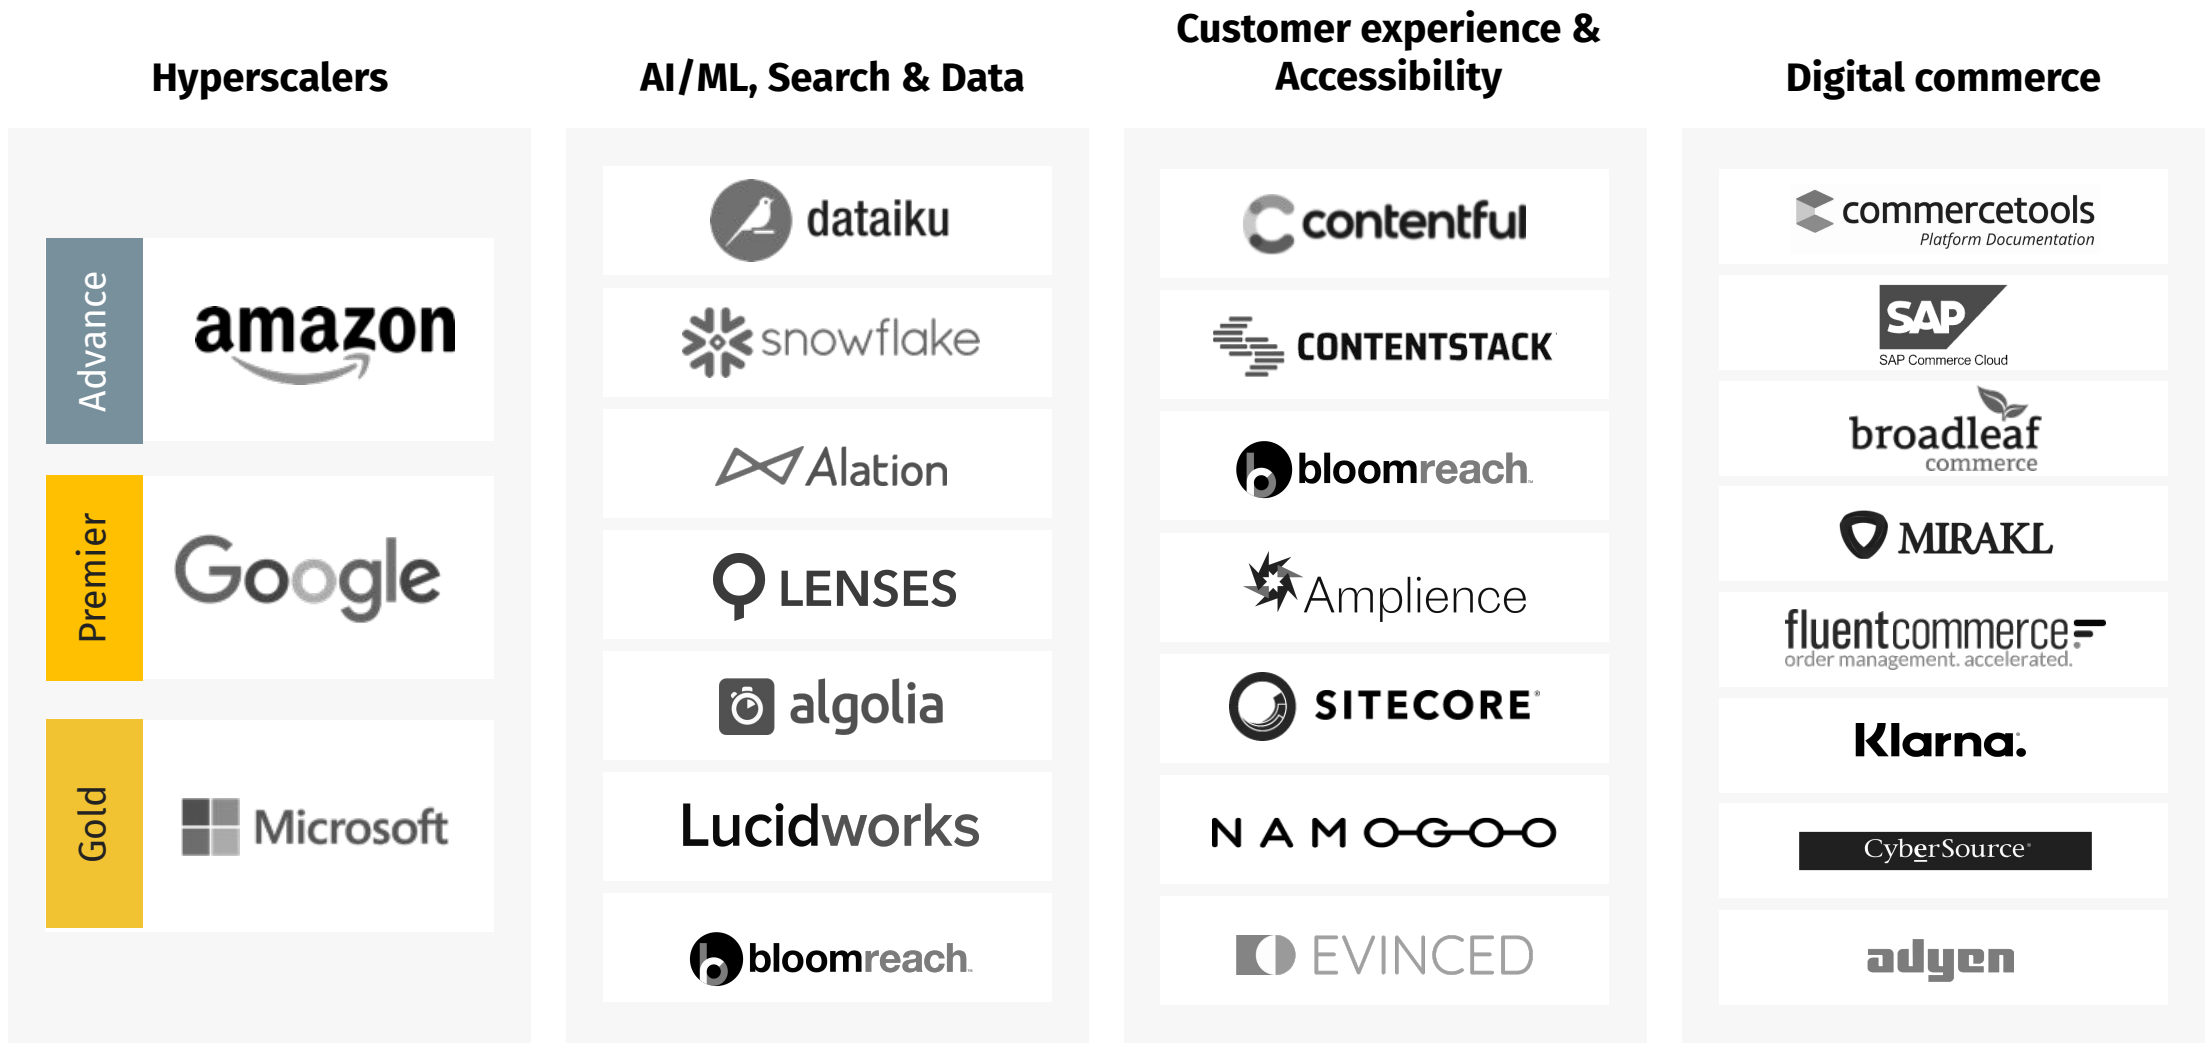 Hyperscalers
Advance
amazon
Premier
Google
Gold
Microsoft
AI/ML, Search & Data
dataiku
snowflake
Alation
LENSES
algolia
Lucidworks
bloomreach™
Customer experience &
Accessibility
contentful
CONTENTSTACK
bloomreach™
Amplience
SITECORE®
NAMOGOO
EVINCED
Digital commerce
commercetools
Platform Documentation
SAP
SAP Commerce Cloud
broadleaf
commerce
MIRAKL
fluentcommerce
order management. accelerated.
Klarna.
CyberSource®
adyen